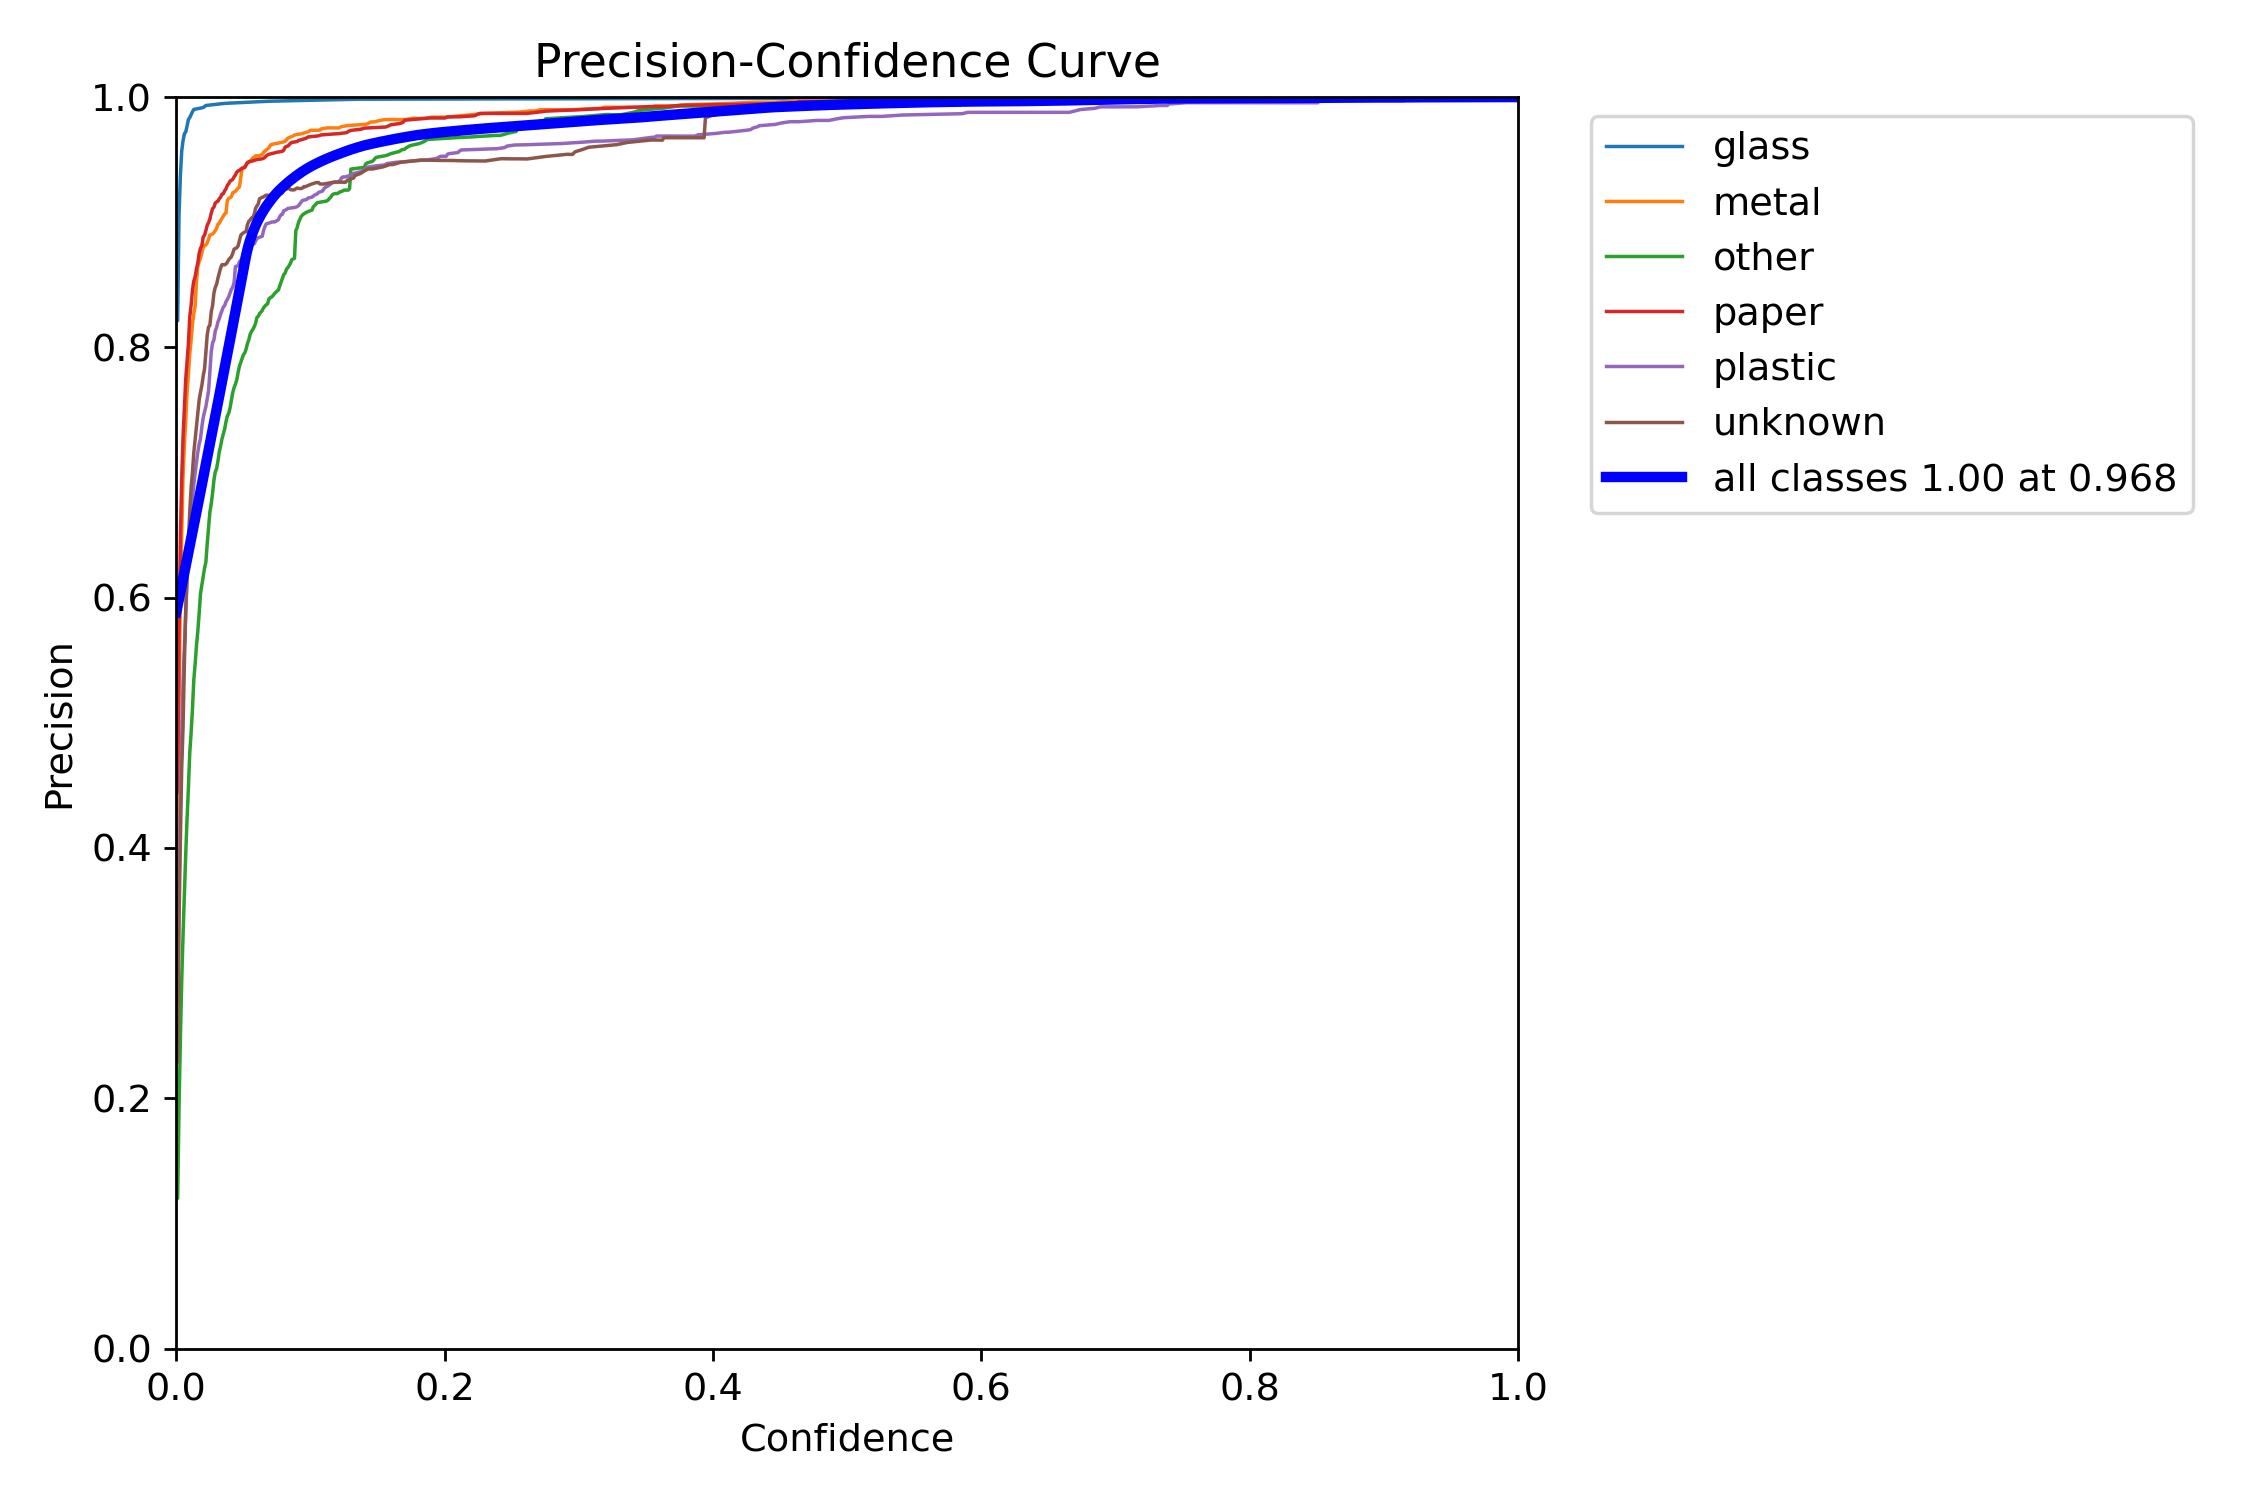 Precision-Confidence Curve
1.0
0.8
0.6
0.4
0.2
0.0
Precision
0.0 0.2 0.4 0.6 0.8 1.0
Confidence
glass
metal
other
paper
plastic
unknown
all classes 1.00 at 0.968